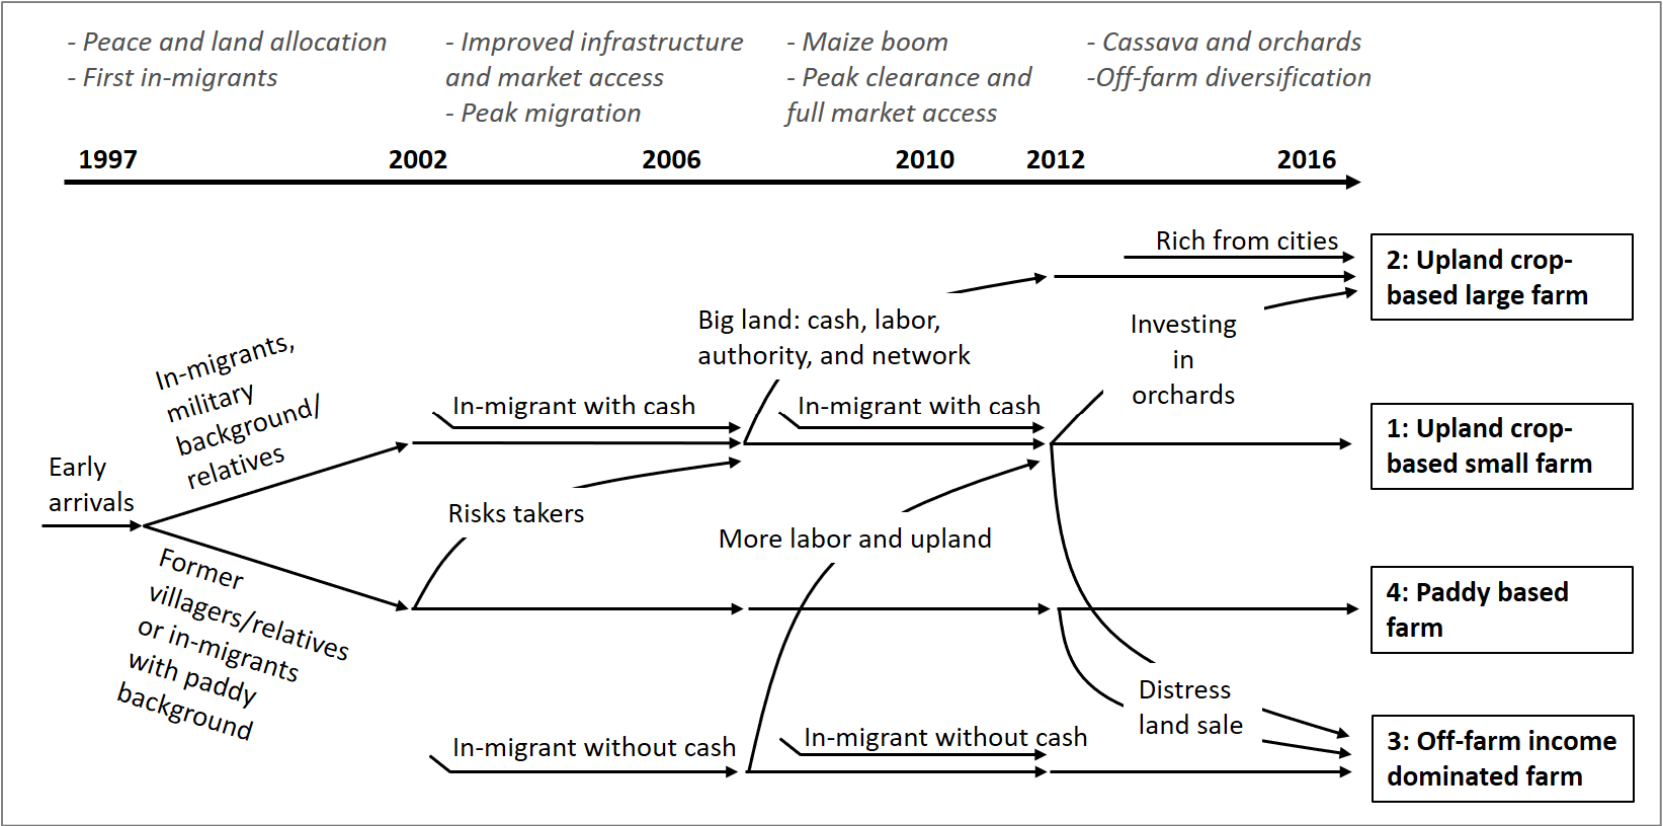 - Peace and land allocation
- First in-migrants
- Improved infrastructure
and market access
- Peak migration
- Maize boom
- Peak clearance and
full market access
- Cassava and orchards
-Off-farm diversification
1997
2002
2006
2010
2012
2016
Rich from cities
2: Upland crop-
based large farm
Big land: cash, labor,
authority, and network
Investing
in
orchards
In-migrants,
military
background/
relatives
In-migrant with cash
In-migrant with cash
1: Upland crop-
based small farm
Early
arrivals
Risks takers
More labor and upland
Former
villagers/relatives
or in-migrants
with paddy
background
4: Paddy based
farm
Distress
land sale
In-migrant without cash
In-migrant without cash
3: Off-farm income
dominated farm